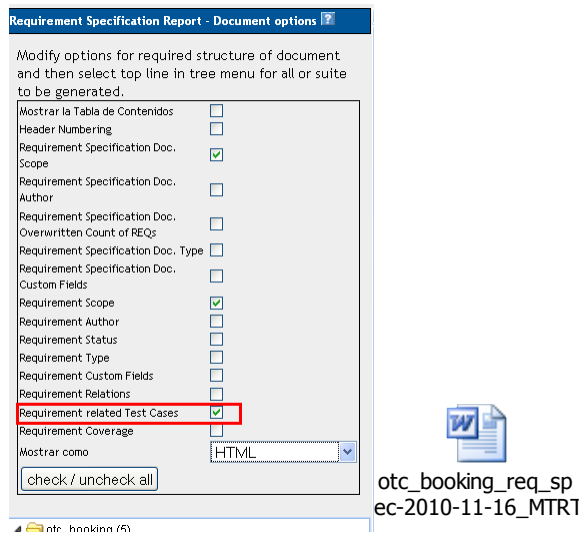 Requirement Specification Report - Document options ?
Modify options for required structure of document
and then select top line in tree menu for all or suite
to be generated.
Mostrar la Tabla de Contenidos
Header Numbering
Requirement Specification Doc.
Scope
Requirement Specification Doc.
Author
Requirement Specification Doc.
Overwritten Count of REQs
Requirement Specification Doc. Type
Requirement Specification Doc.
Custom Fields
Requirement Scope
Requirement Author
Requirement Status
Requirement Type
Requirement Custom Fields
Requirement Relations
Requirement related Test Cases
Requirement Coverage
Mostrar como HTML
check / uncheck all
otc_booking (5)
W
otc_booking_req_sp
ec-2010-11-16_MTRT